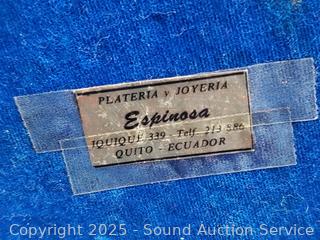 PLATERIA y JOYERIA
Espinosa
IQUIQUE 339 - Telf. 213 886
QUITO - ECUADOR
Copyright 2025 - Sound Auction Service